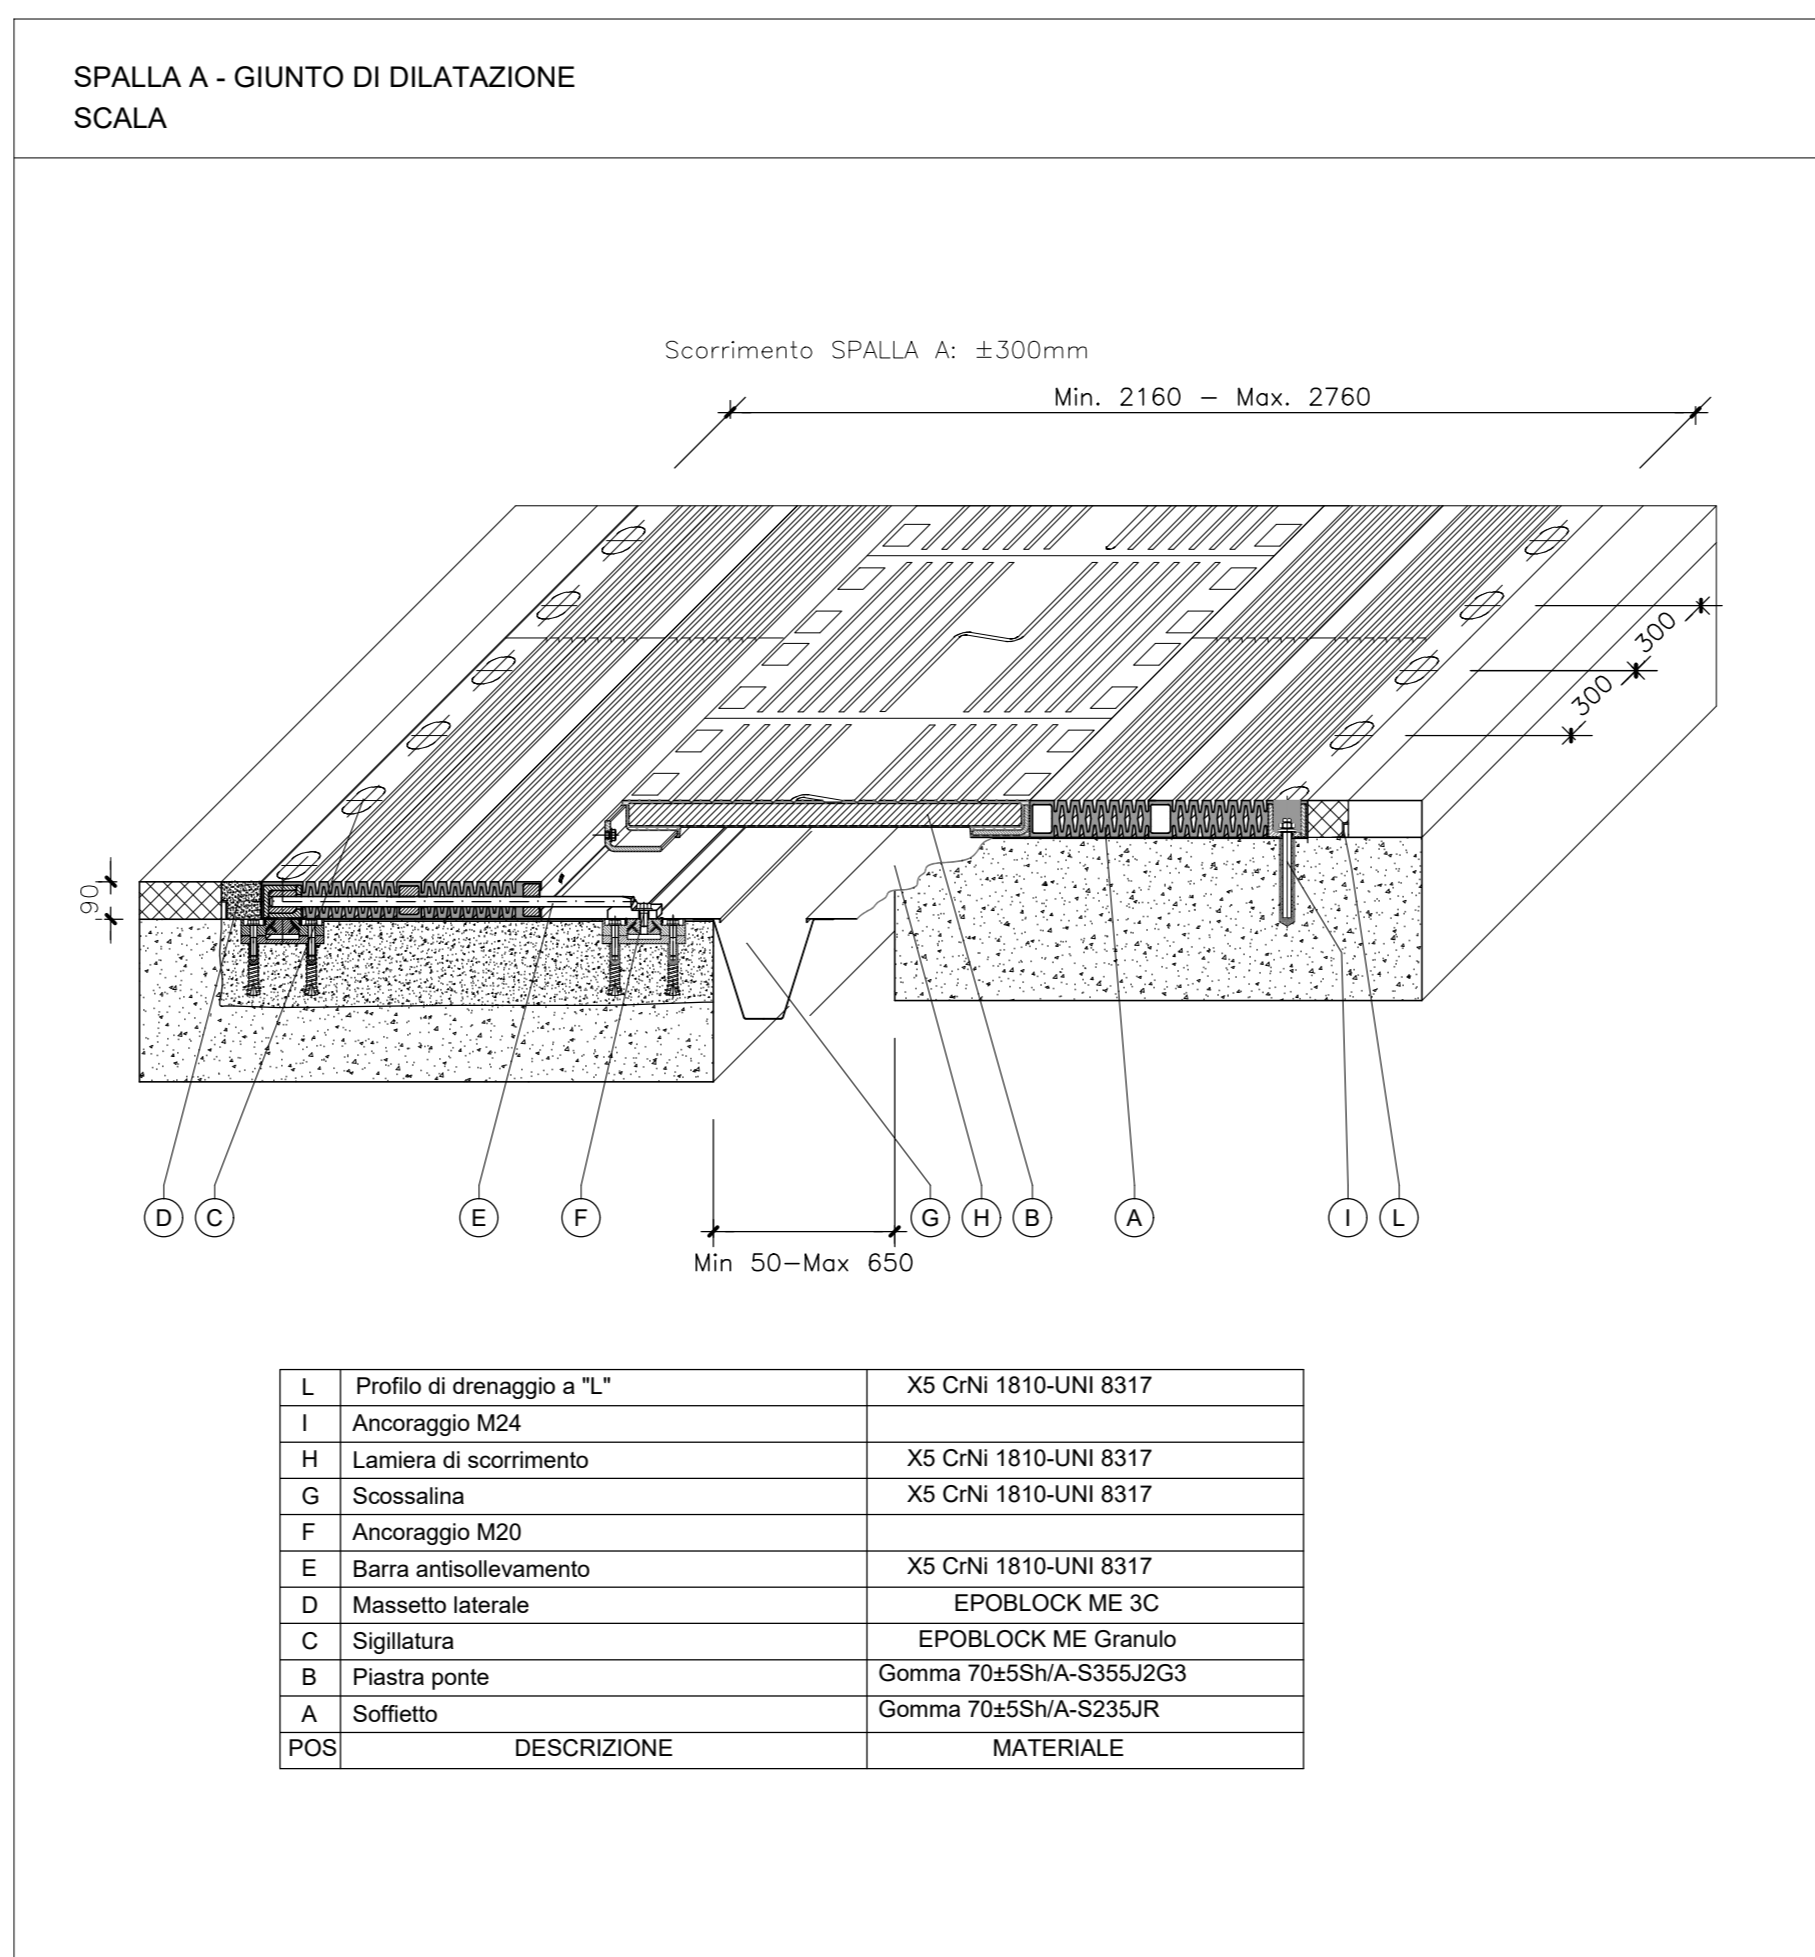 SPALLA A - GIUNTO DI DILATAZIONE
SCALA
Scorrimento SPALLA A: ±300mm
Min. 2160 - Max. 2760
300
300
90
D C E F G H B A I L
Min 50-Max 650
L Profilo di drenaggio a "L" X5 CrNi 1810-UNI 8317
I Ancoraggio M24
H Lamiera di scorrimento X5 CrNi 1810-UNI 8317
G Scossalina X5 CrNi 1810-UNI 8317
F Ancoraggio M20
E Barra antisollevamento X5 CrNi 1810-UNI 8317
D Massetto laterale EPOBLOCK ME 3C
C Sigillatura EPOBLOCK ME Granulo
B Piastra ponte Gomma 70±5Sh/A-S355J2G3
A Soffietto Gomma 70±5Sh/A-S235JR
POS DESCRIZIONE MATERIALE